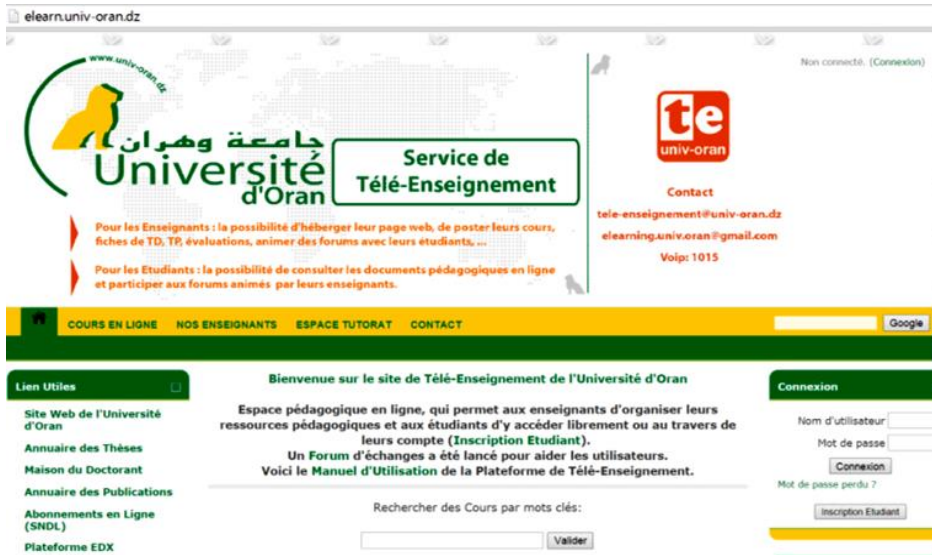 elearn.univ-oran.dz
www.univ-oran.dz
جامعة وهران
Université
d'Oran
Service de
Télé-Enseignement
Pour les Enseignants : la possibilité d'héberger leur page web, de poster leurs cours,
fiches de TD, TP, évaluations, animer des forums avec leurs étudiants, ...
Pour les Etudiants : la possibilité de consulter les documents pédagogiques en ligne
et participer aux forums animés par leurs enseignants.
Non connecté. (Connexion)
te
univ-oran
Contact
tele-enseignement@univ-oran.dz
elearning.univ.oran@gmail.com
Voip: 1015
COURS EN LIGNE NOS ENSEIGNANTS ESPACE TUTORAT CONTACT
Google
Lien Utiles
Site Web de l'Université
d'Oran
Annuaire des Thèses
Maison du Doctorant
Annuaire des Publications
Abonnements en Ligne
(SNDL)
Plateforme EDX
Bienvenue sur le site de Télé-Enseignement de l'Université d'Oran
Espace pédagogique en ligne, qui permet aux enseignants d'organiser leurs
ressources pédagogiques et aux étudiants d'y accéder librement ou au travers de
leurs compte (Inscription Etudiant).
Un Forum d'échanges a été lancé pour aider les utilisateurs.
Voici le Manuel d'Utilisation de la Plateforme de Télé-Enseignement.
Rechercher des Cours par mots clés:
Valider
Connexion
Nom d'utilisateur
Mot de passe
Connexion
Mot de passe perdu ?
Inscription Etudiant